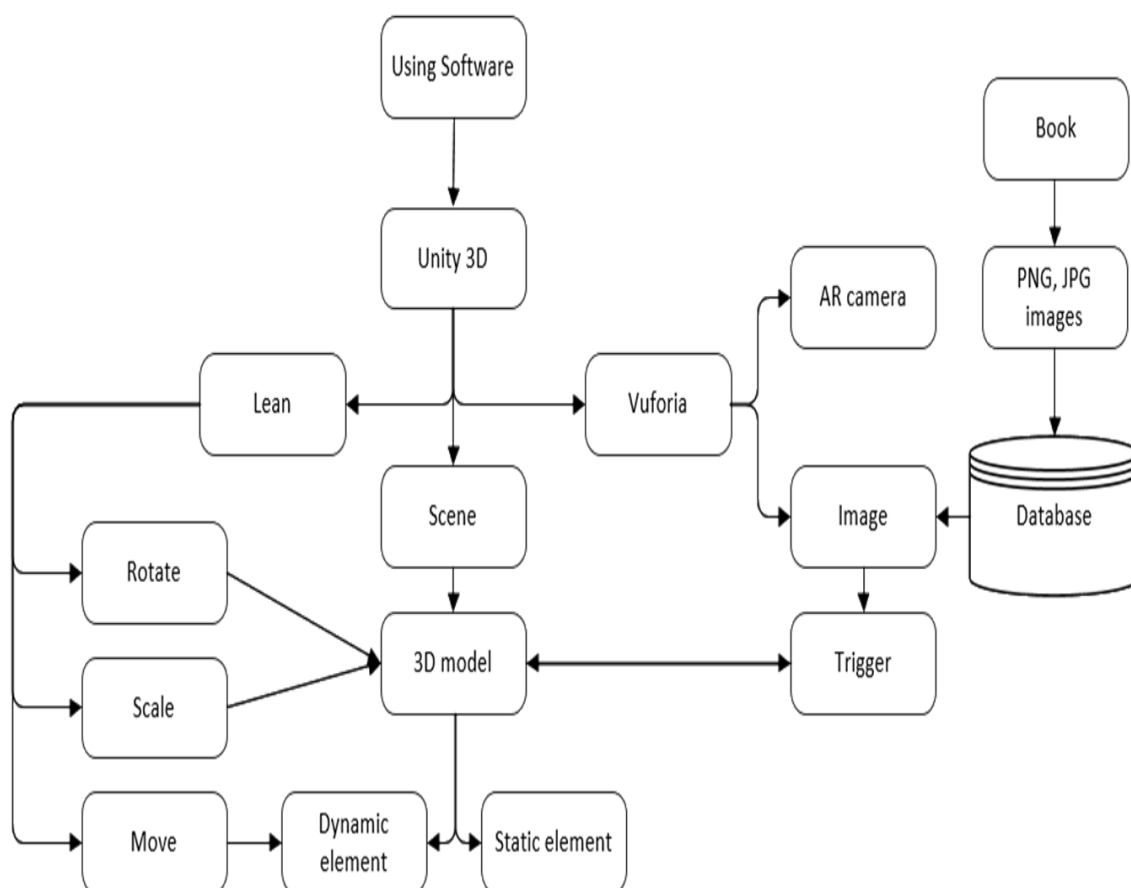 Using Software
Book
Unity 3D
AR camera
PNG, JPG
images
Lean
Vuforia
Scene
Image
Database
Rotate
3D model
Trigger
Scale
Move
Dynamic
element
Static element